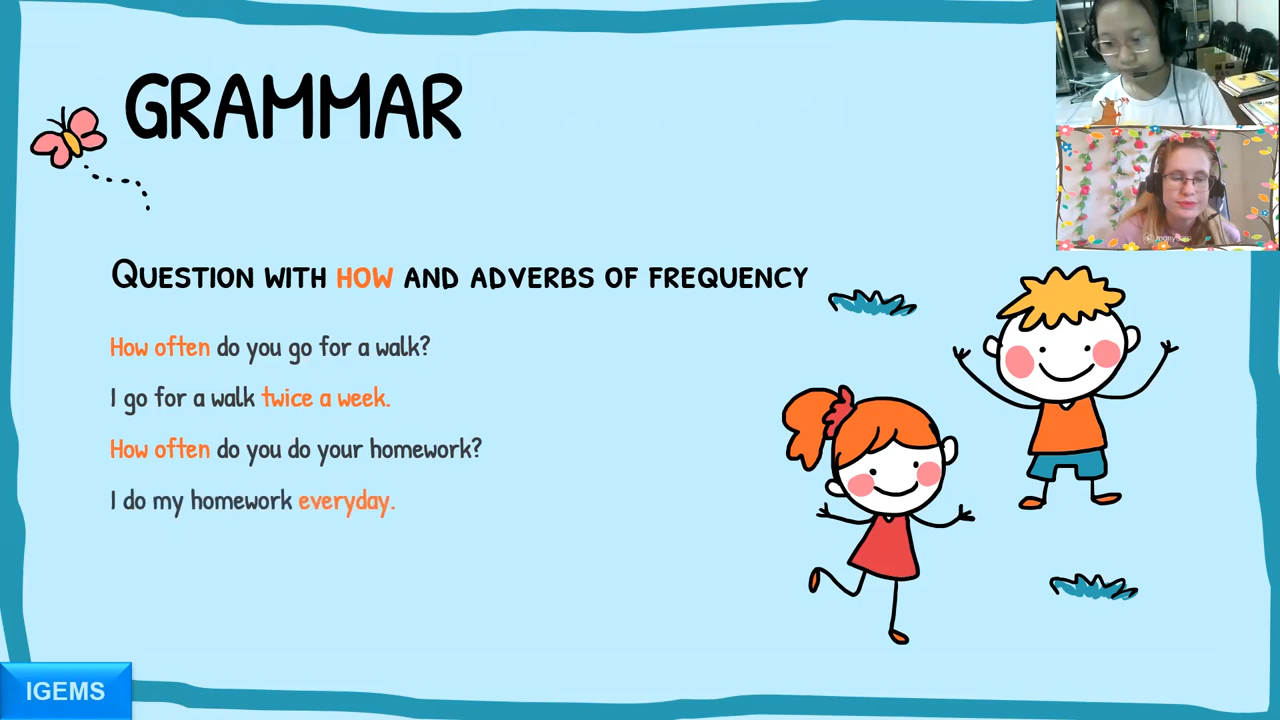 GRAMMAR
QUESTION WITH HOW AND ADVERBS OF FREQUENCY
How often do you go for a walk?
I go for a walk twice a week.
How often do you do your homework?
I do my homework everyday.
IGEMS